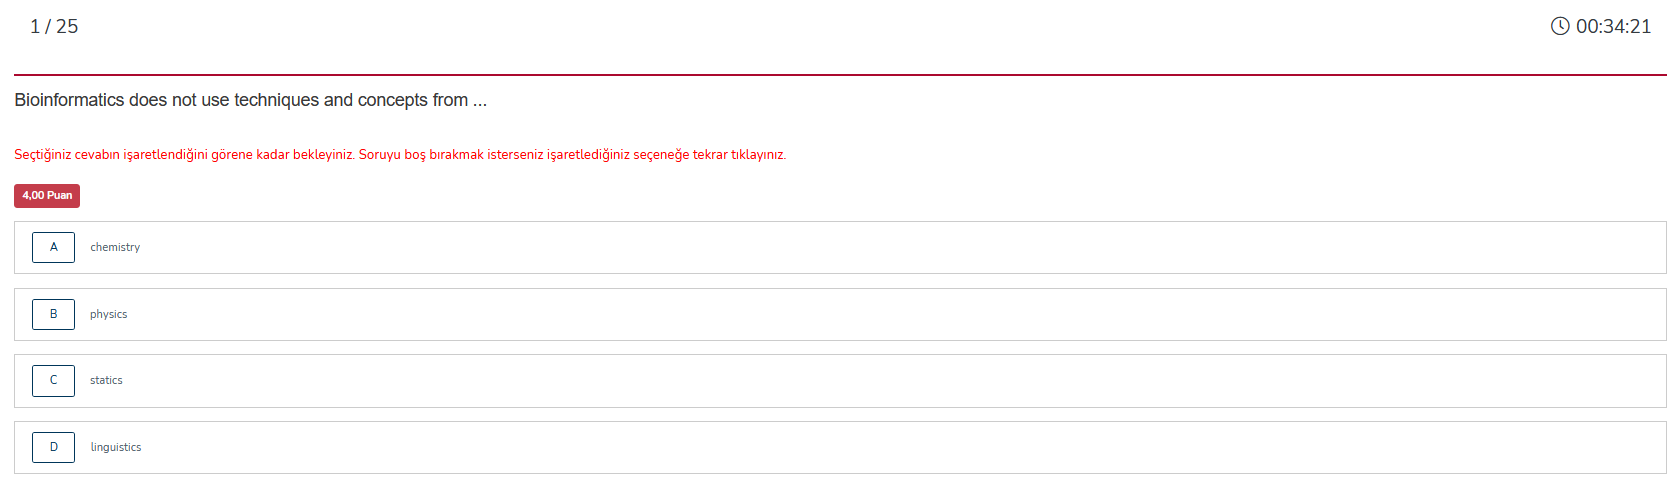 1 / 25
00:34:21
Bioinformatics does not use techniques and concepts from ...
Seçtiğiniz cevabın işaretlendiğini görene kadar bekleyiniz. Soruyu boş bırakmak isterseniz işaretlediğiniz seçeneğe tekrar tıklayınız.
4,00 Puan
A chemistry
B physics
C statics
D linguistics